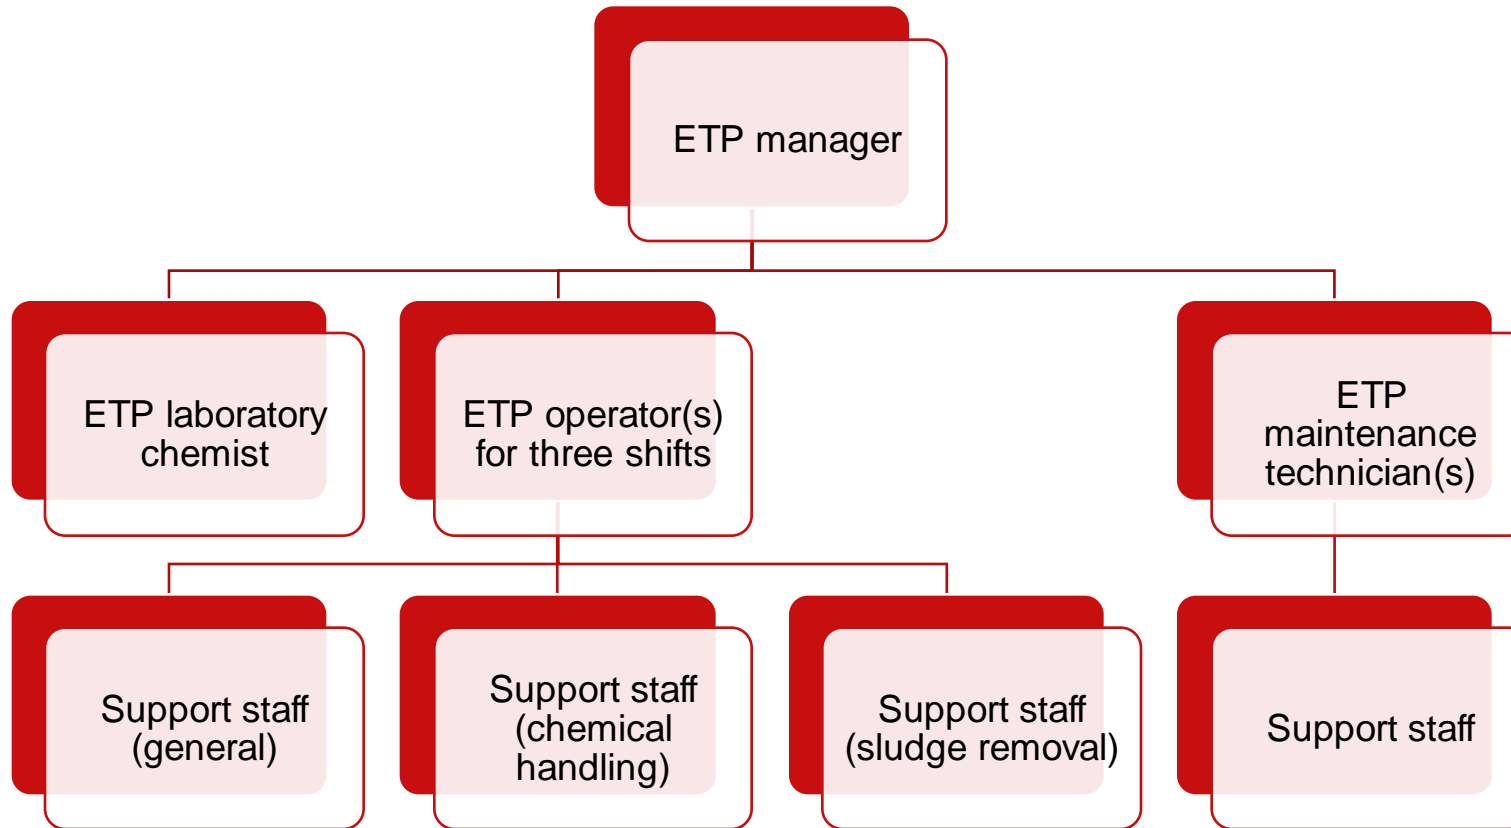 ETP manager
ETP laboratory
chemist
ETP operator(s)
for three shifts
ETP
maintenance
technician(s)
Support staff
(general)
Support staff
(chemical
handling)
Support staff
(sludge removal)
Support staff